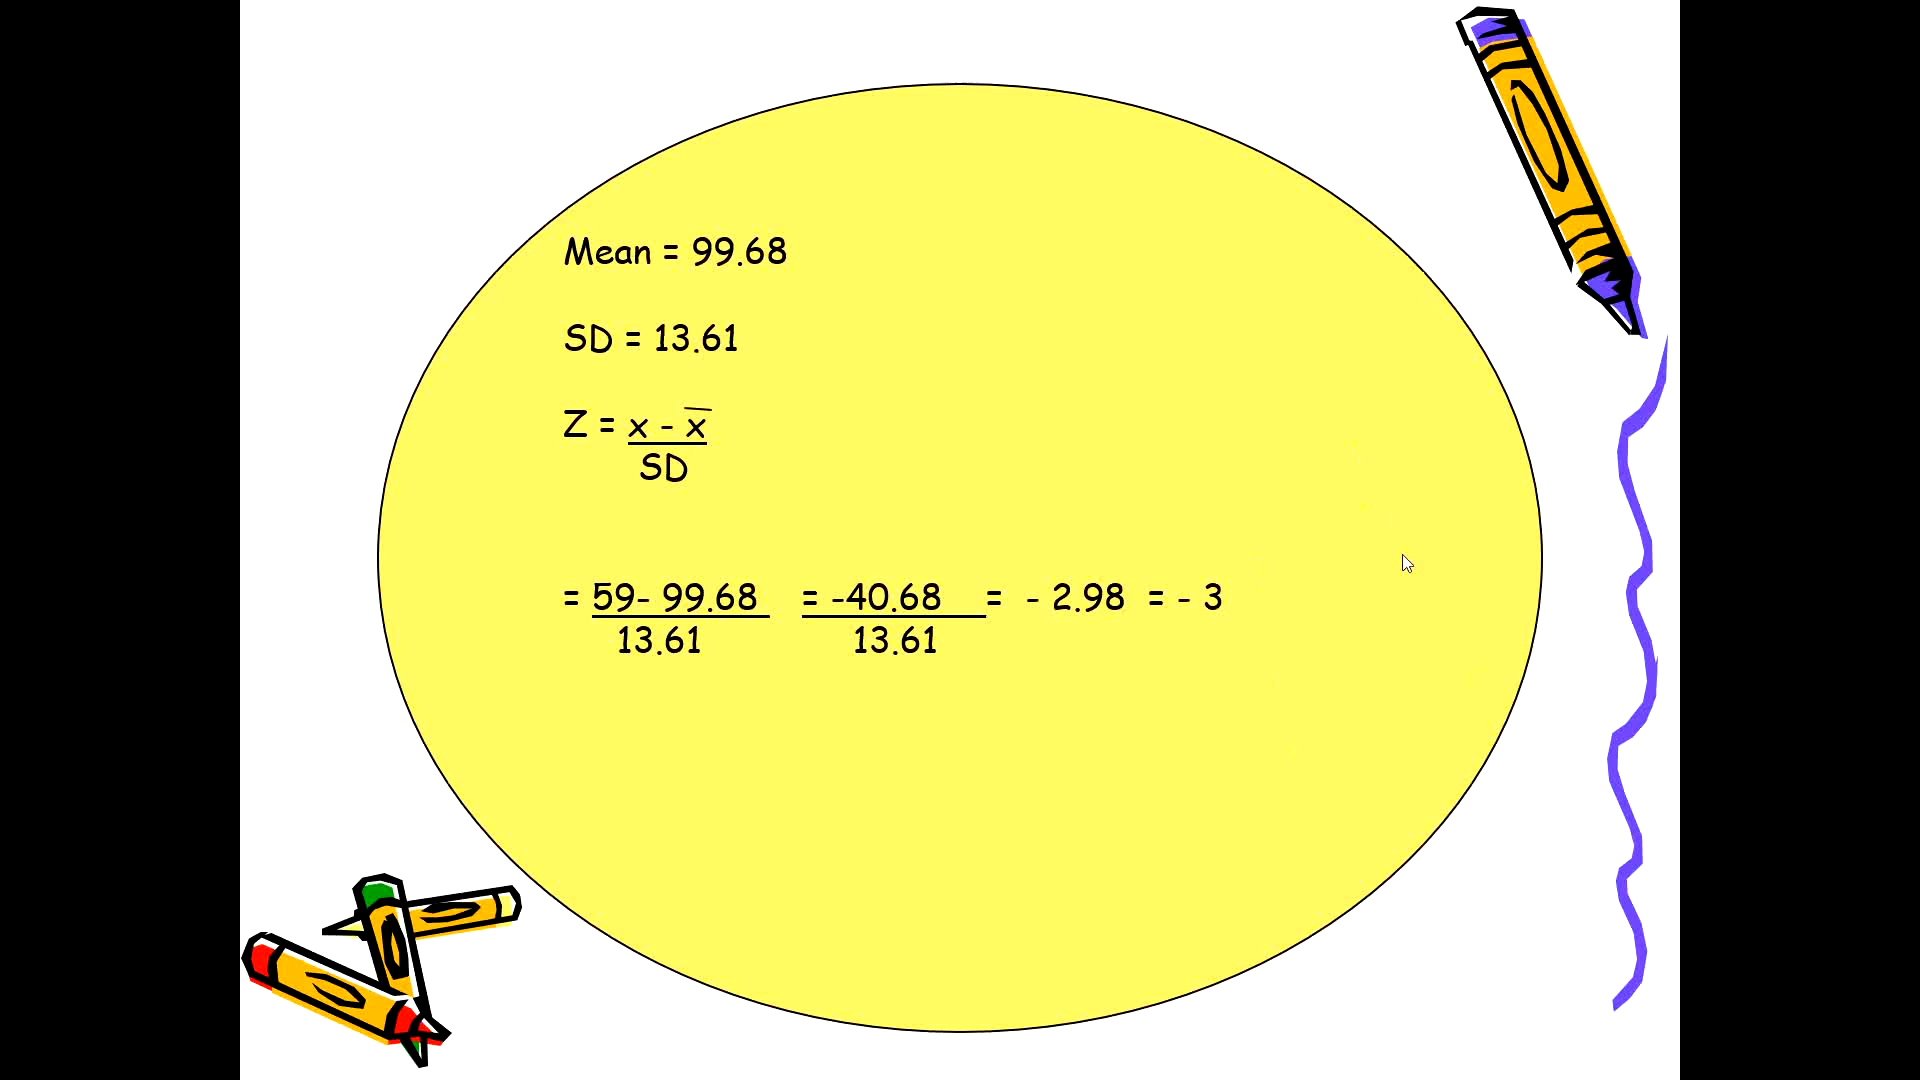 Mean = 99.68
SD = 13.61
Z = x - x̅
SD
= 59- 99.68 = -40.68 = - 2.98 = - 3
13.61 13.61